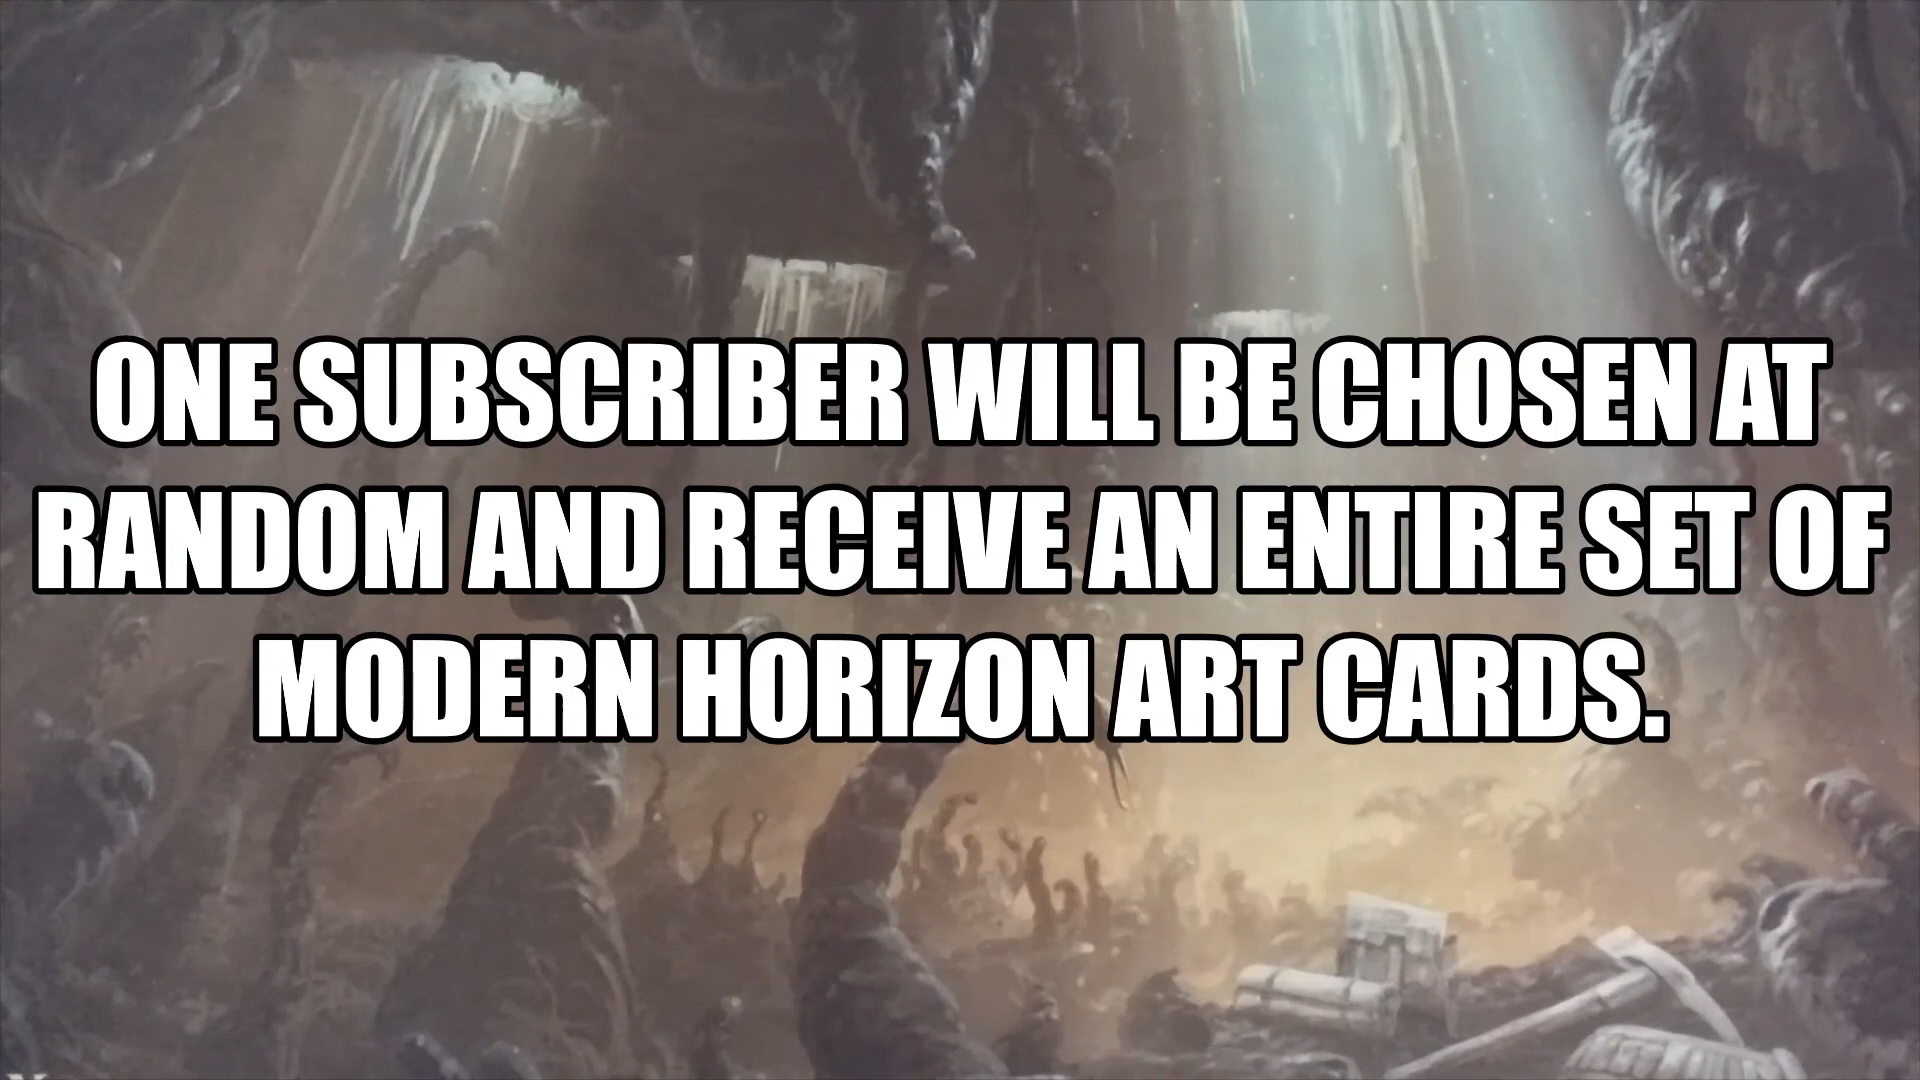 ONE SUBSCRIBER WILL BE CHOSEN AT
RANDOM AND RECEIVE AN ENTIRE SET OF
MODERN HORIZON ART CARDS.